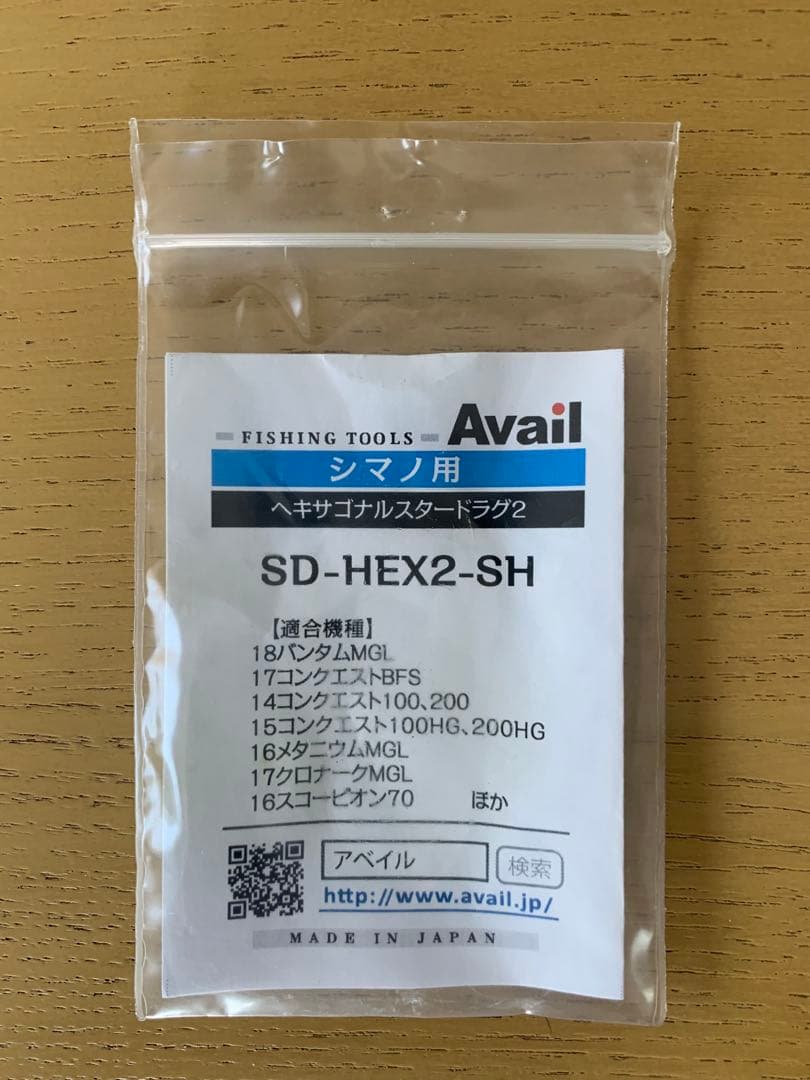 FISHING TOOLS Avail
シマノ用
ヘキサゴナルスタードラグ2
SD-HEX2-SH
【適合機種】
18バンタムMGL
17コンクエストBFS
14コンクエスト100、200
15コンクエスト100HG、200HG
16メタニウムMGL
17クロナークMGL
16スコーピオン70 ほか
アベイル 検索
http://www.avail.jp/
MADE IN JAPAN